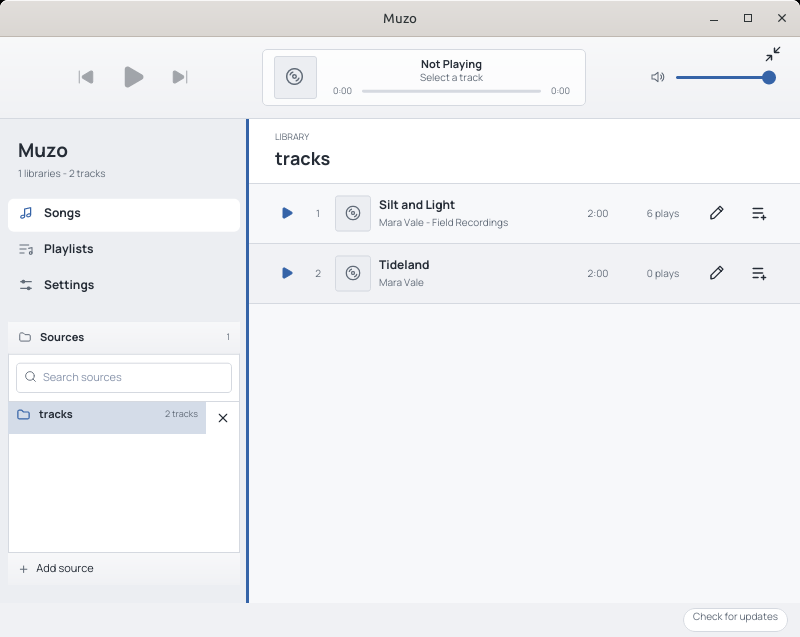 Muzo
Not Playing
Select a track
0:00
0:00
Muzo
1 libraries - 2 tracks
Songs
Playlists
Settings
Sources
1
Search sources
tracks
2 tracks
Add source
LIBRARY
tracks
1
Silt and Light
Mara Vale - Field Recordings
2:00
6 plays
2
Tideland
Mara Vale
2:00
0 plays
Check for updates